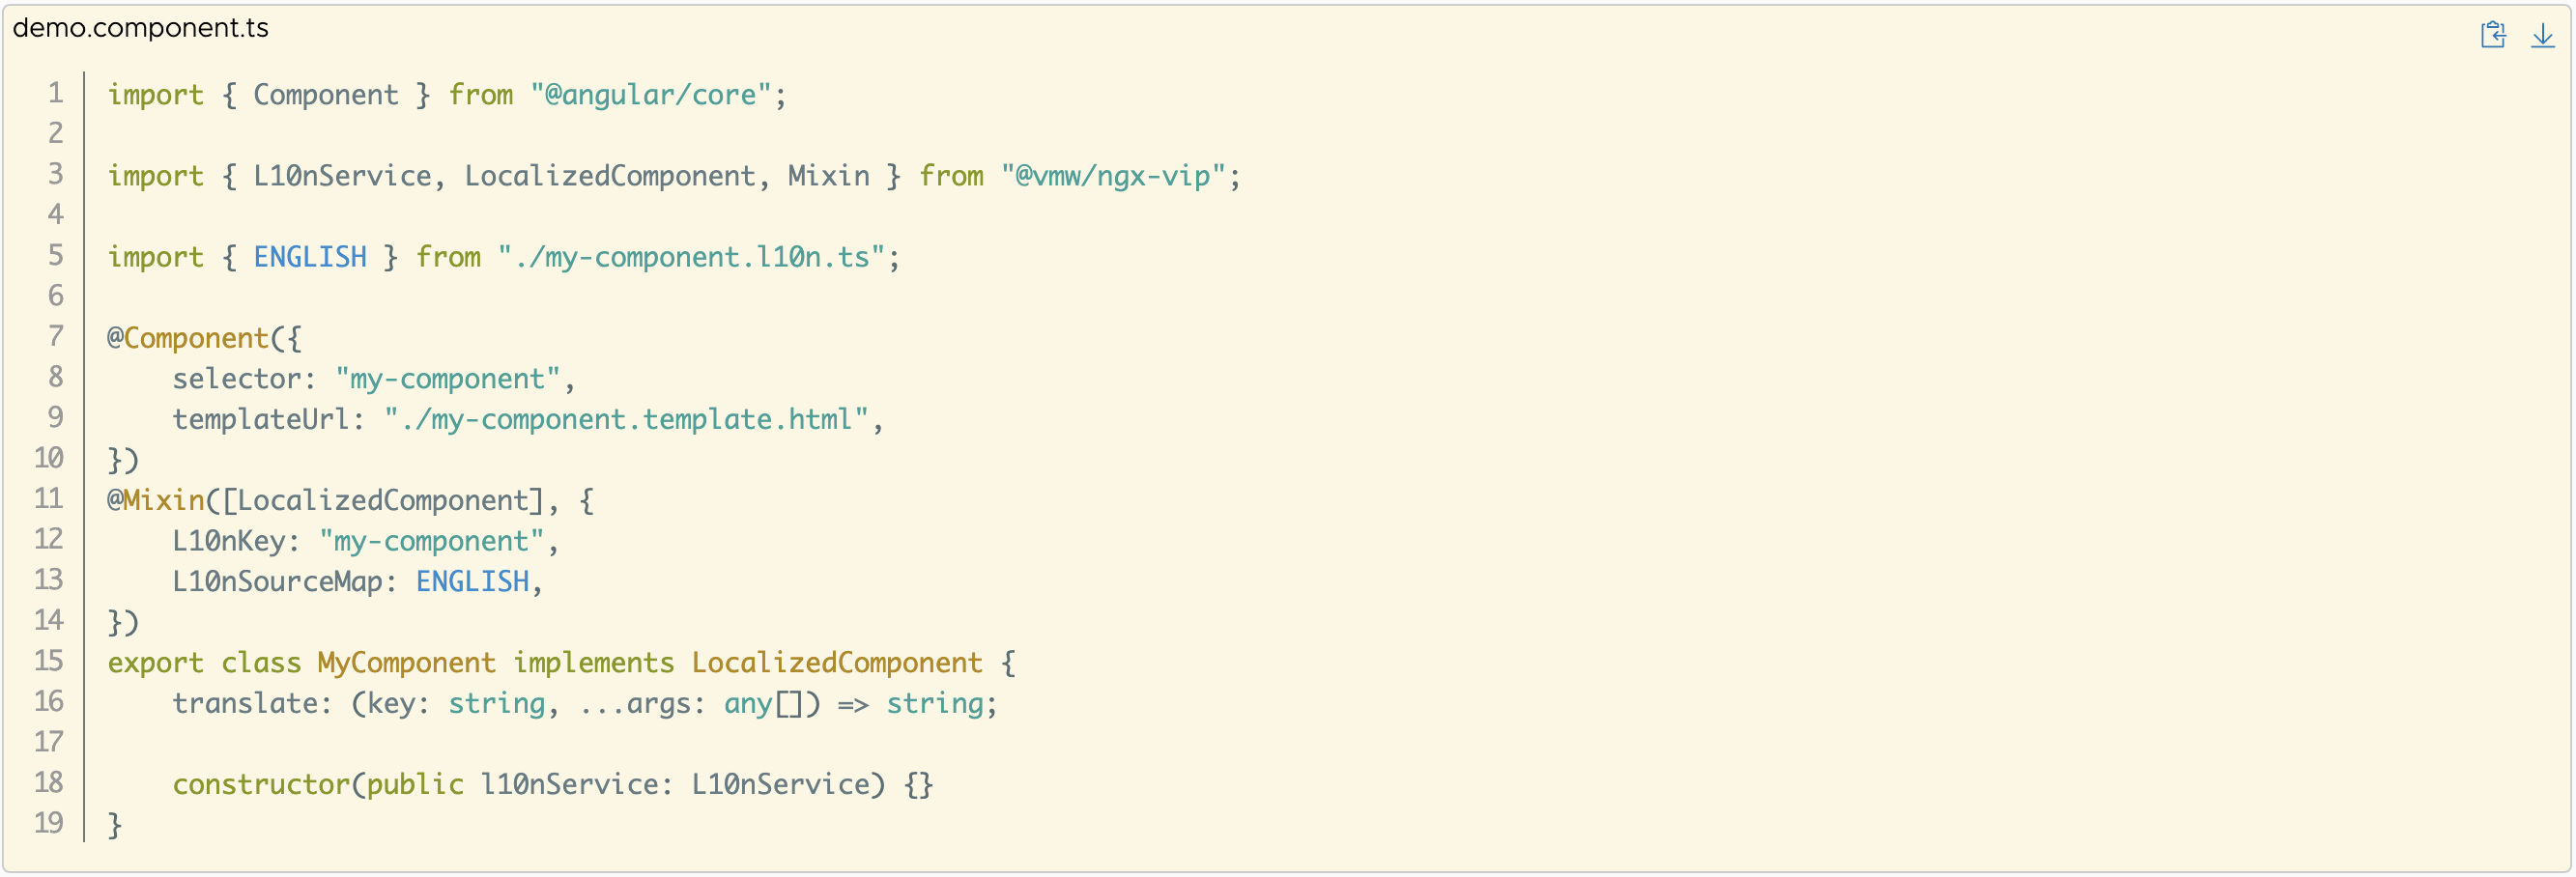 demo.component.ts
1 import { Component } from "@angular/core";
2
3 import { L10nService, LocalizedComponent, Mixin } from "@vmw/ngx-vip";
4
5 import { ENGLISH } from "./my-component.l10n.ts";
6
7 @Component({
8     selector: "my-component",
9     templateUrl: "./my-component.template.html",
10 })
11 @Mixin([LocalizedComponent], {
12     L10nKey: "my-component",
13     L10nSourceMap: ENGLISH,
14 })
15 export class MyComponent implements LocalizedComponent {
16     translate: (key: string, ...args: any[]) => string;
17
18     constructor(public l10nService: L10nService) {}
19 }